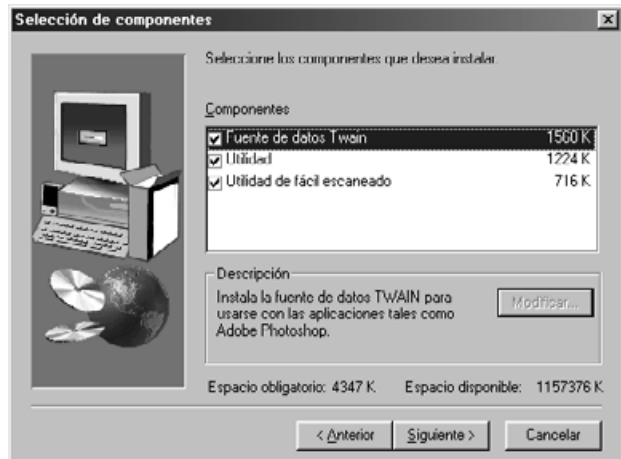 Selección de componentes
Seleccione los componentes que desea instalar.
Componentes
Fuente de datos Twain 1560 K
Utilidad 1224 K
Utilidad de fácil escaneado 716 K
Descripción
Instala la fuente de datos TWAIN para
usarse con las aplicaciones tales como
Adobe Photoshop.
Modificar...
Espacio obligatorio: 4347 K Espacio disponible: 1157376 K
< Anterior Siguiente > Cancelar